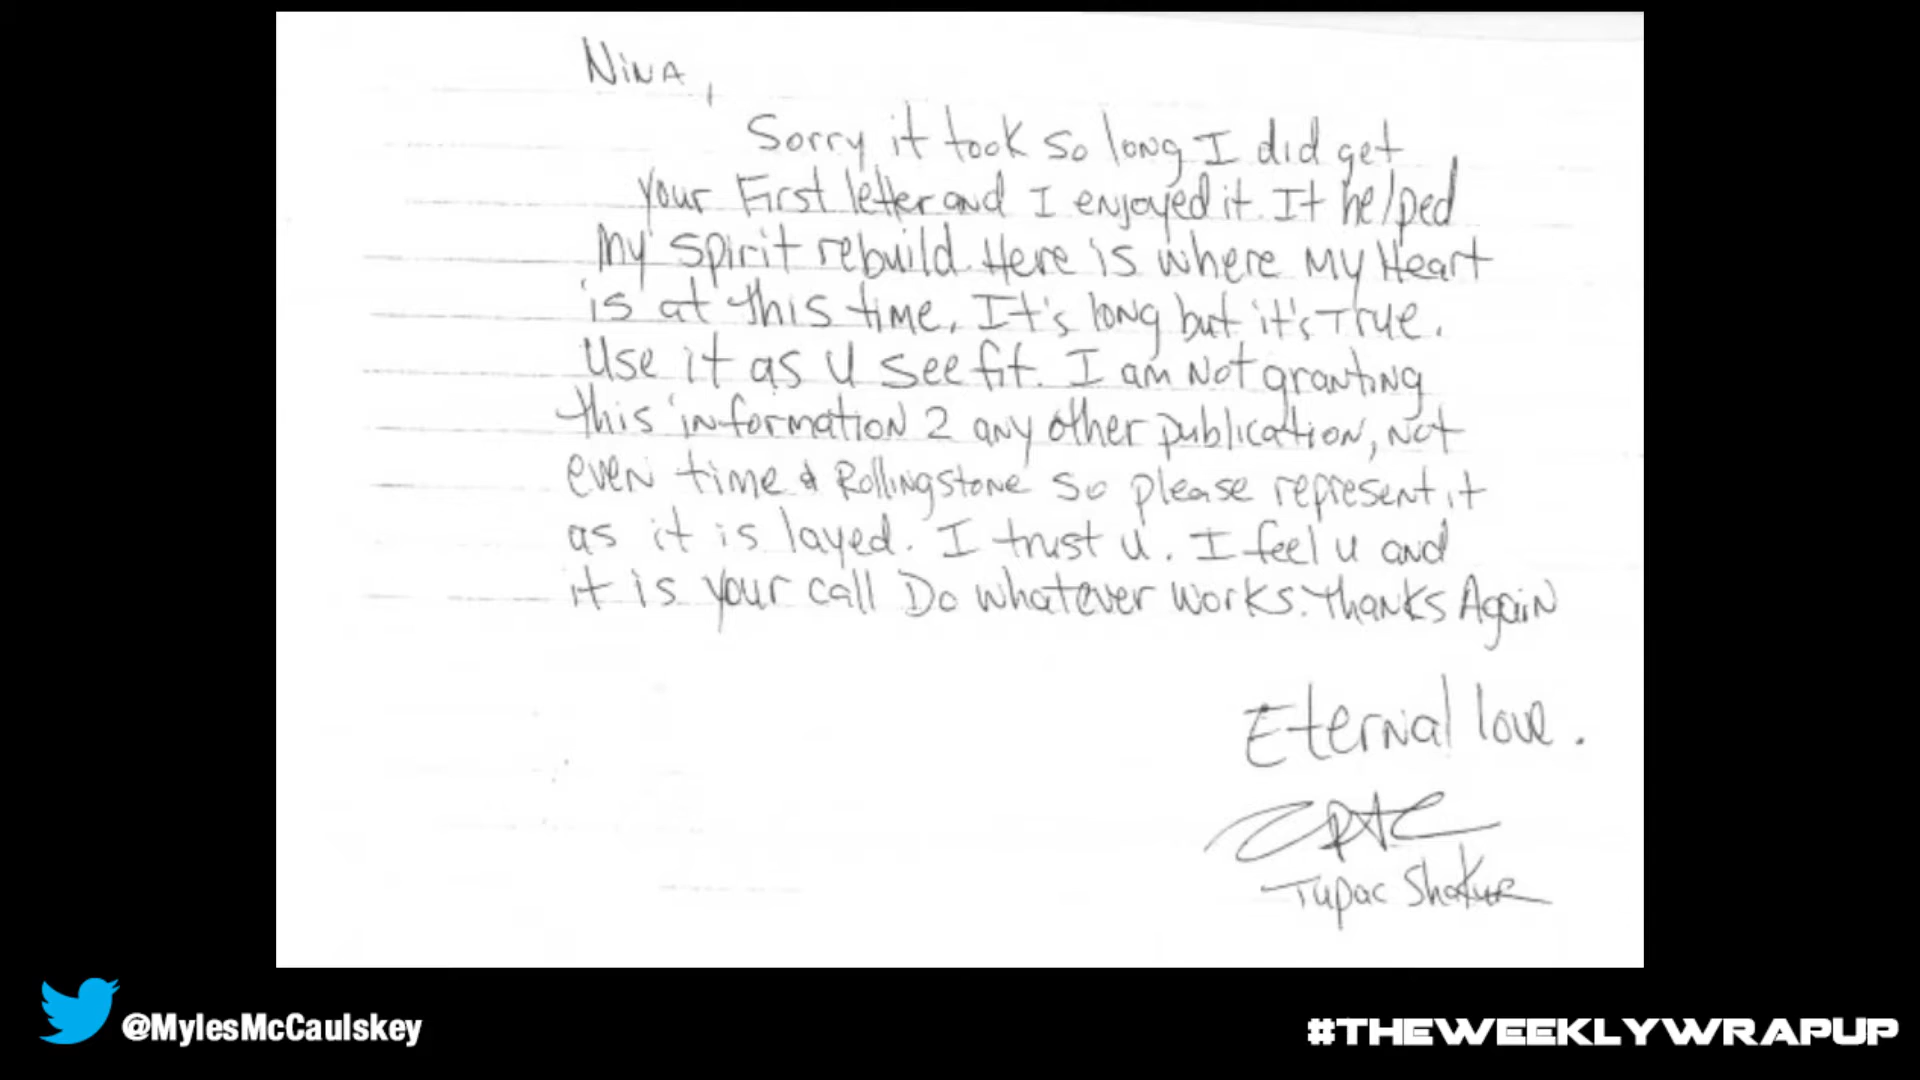 Nina,
Sorry it took so long I did get
your First letter and I enjoyed it. It helped
My spirit rebuild. Here is where My Heart
is at this time. It's long but it's True.
Use it as U see fit. I am Not granting
this information 2 any other publication, Not
even time & Rollingstone so please represent it
as it is layed. I trust u. I feel u and
it is your call Do whatever works. Thanks Again
Eternal love.
Tupac Shakur
@MylesMcCaulskey
#THEWEEKLYWRAPUP